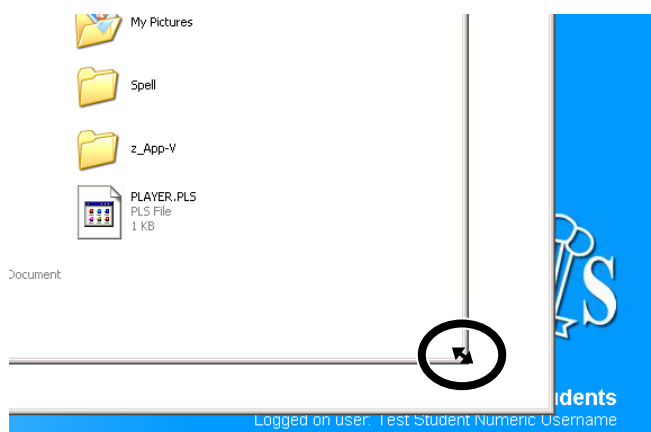 My Pictures
Spell
z_App-V
PLAYER.PLS
PLS File
1 KB
Document
LS
udents
Logged on user: Test Student Numeric Username